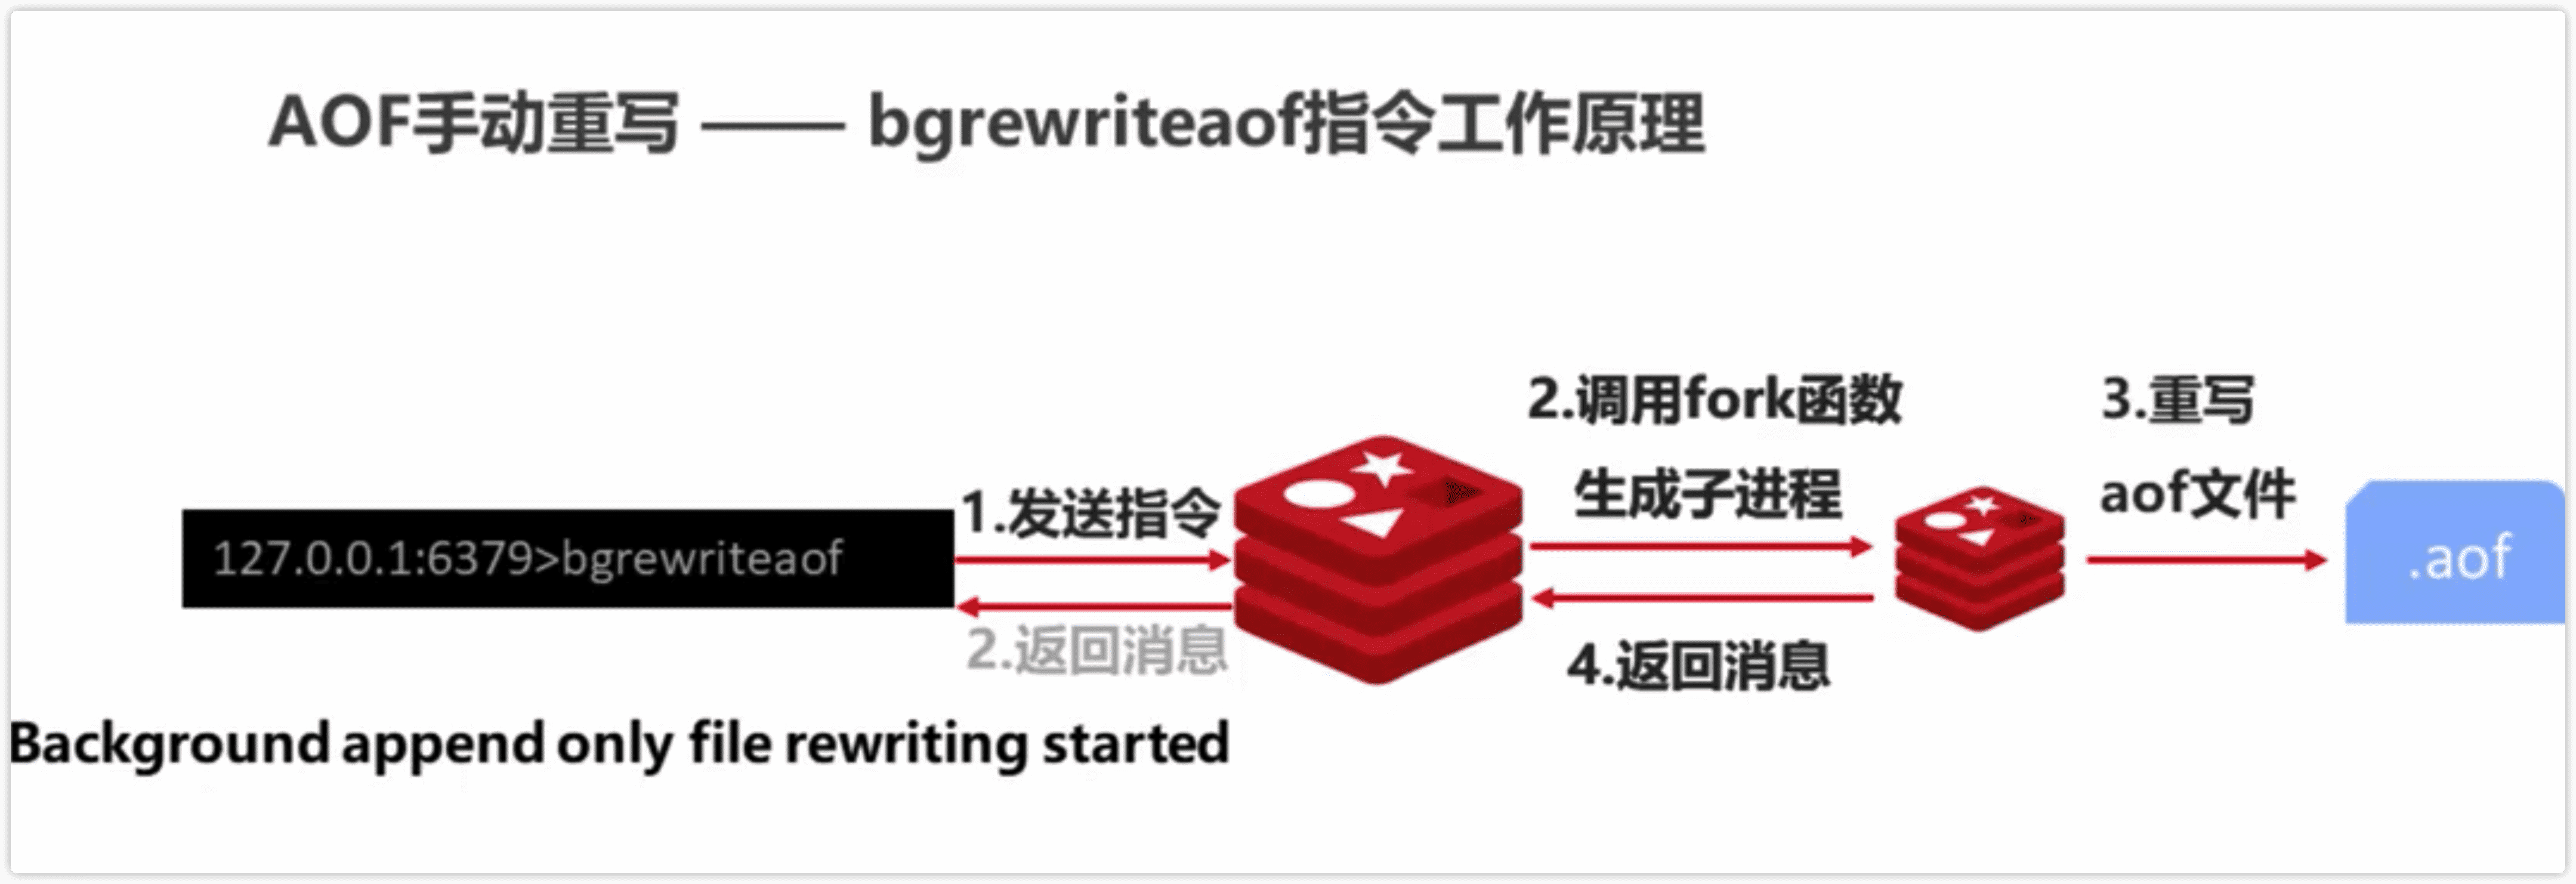 AOF手动重写 —— bgrewriteaof指令工作原理
127.0.0.1:6379>bgrewriteaof
1.发送指令
2.返回消息
Background append only file rewriting started
2.调用fork函数
生成子进程
4.返回消息
3.重写
aof文件
.aof